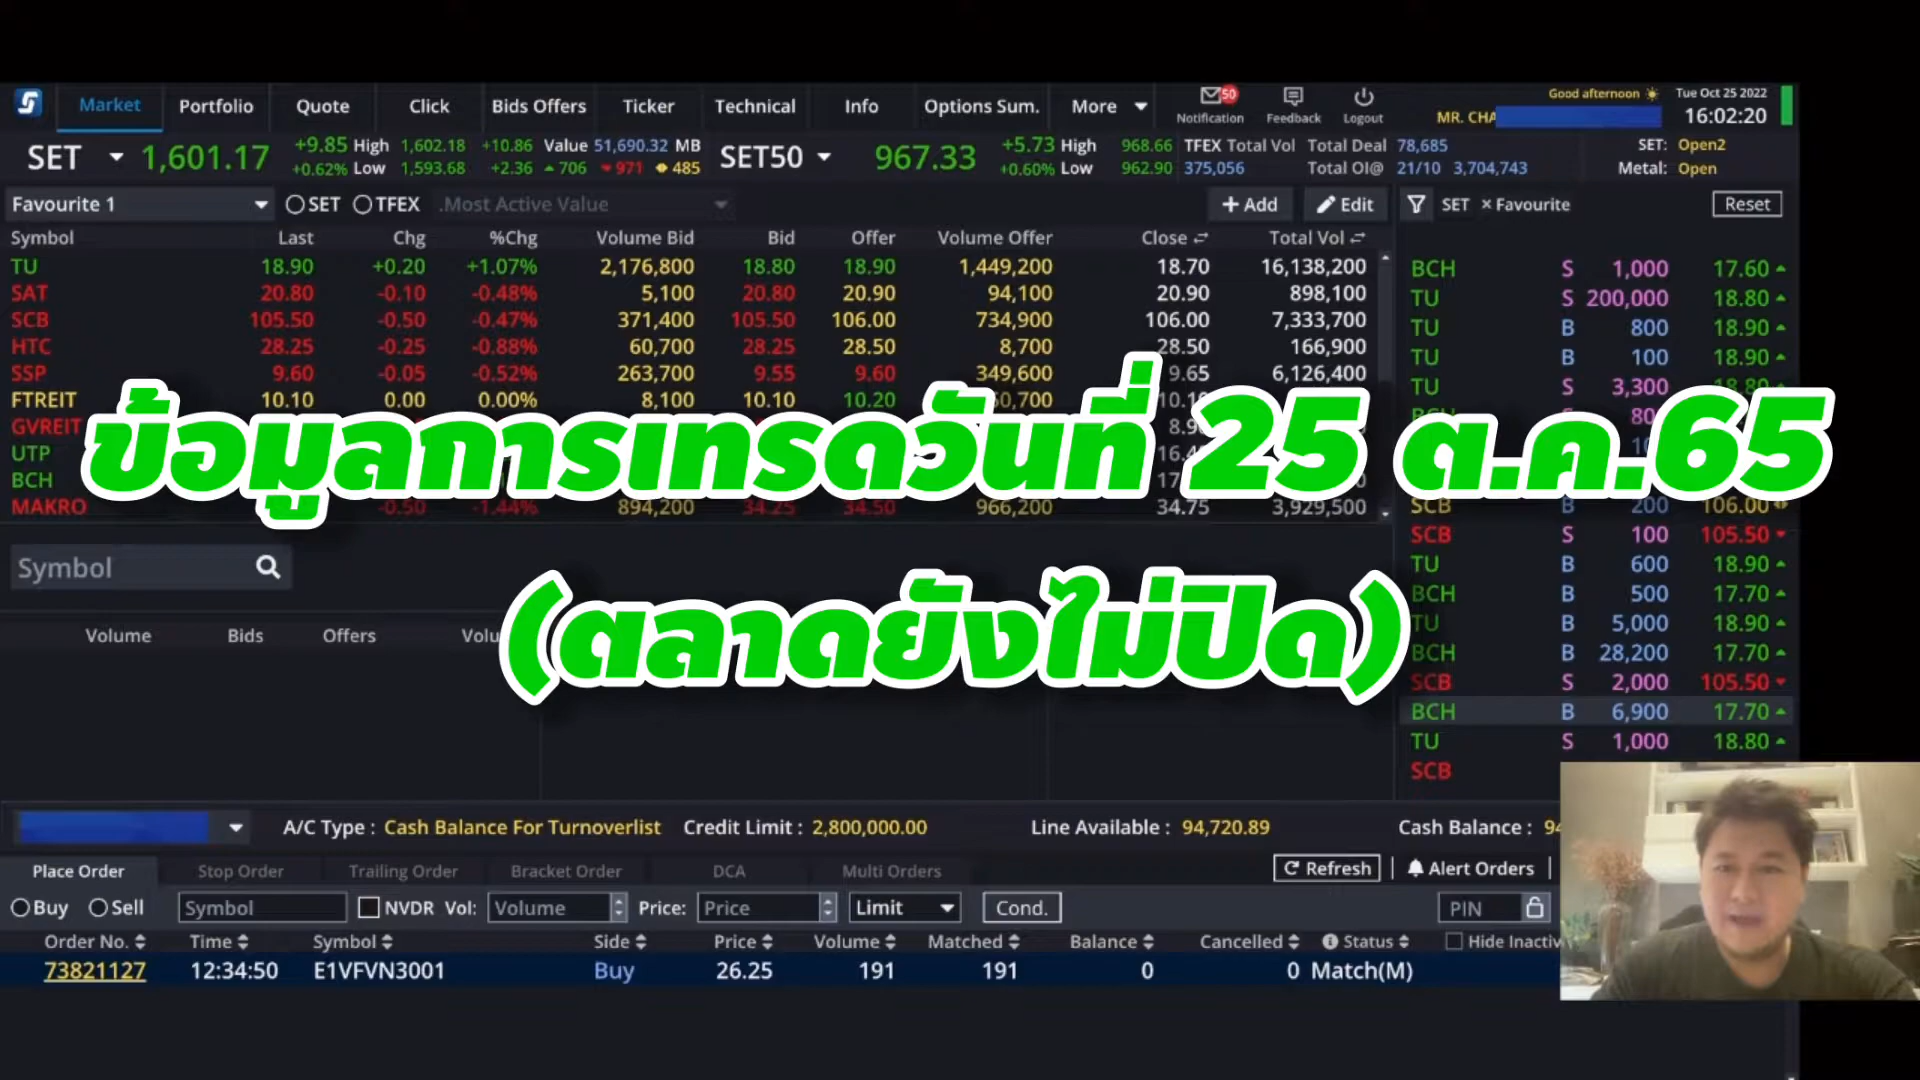 Market Portfolio Quote Click Bids Offers Ticker Technical Info Options Sum. More Notification 50 Feedback Logout Good afternoon Tue Oct 25 2022
MR. CHA 16:02:20
SET 1,601.17 +9.85 High 1,602.18 +10.86 Value 51,690.32 MB SET50 967.33 +5.73 High 968.66 TFEX Total Vol Total Deal 78,685 SET: Open2
+0.62% Low 1,593.68 +2.36 706 971 485 +0.60% Low 962.90 375,056 Total OI@ 21/10 3,704,743 Metal: Open
Favourite 1 SET TFEX .Most Active Value + Add Edit SET × Favourite Reset
Symbol Last Chg %Chg Volume Bid Bid Offer Volume Offer Close Total Vol
TU 18.90 +0.20 +1.07% 2,176,800 18.80 18.90 1,449,200 18.70 16,138,200
SAT 20.80 -0.10 -0.48% 5,100 20.80 20.90 94,100 20.90 898,100
SCB 105.50 -0.50 -0.47% 371,400 105.50 106.00 734,900 106.00 7,333,700
HTC 28.25 -0.25 -0.88% 60,700 28.25 28.50 8,700 28.50 166,900
SSP 9.60 -0.05 -0.52% 263,700 9.55 9.60 349,600 9.65 6,126,400
FTREIT 10.10 0.00 0.00% 8,100 10.10 10.20
GVREIT
UTP
BCH
MAKRO -0.50 -1.44% 894,200 34.25 34.50 966,200 34.75 3,929,500
BCH S 1,000 17.60
TU S 200,000 18.80
TU B 800 18.90
TU B 100 18.90
TU S 3,300 18.80
SCB B 200 106.00
SCB S 100 105.50
TU B 600 18.90
BCH B 500 17.70
TU B 5,000 18.90
BCH B 28,200 17.70
SCB S 2,000 105.50
BCH B 6,900 17.70
TU S 1,000 18.80
SCB
ข้อมูลการเทรดวันที่ 25 ต.ค.65
(ตลาดยังไม่ปิด)
Symbol
Volume Bids Offers
A/C Type : Cash Balance For Turnoverlist Credit Limit : 2,800,000.00 Line Available : 94,720.89 Cash Balance :
Place Order Stop Order Trailing Order Bracket Order DCA Multi Orders Refresh Alert Orders
Buy Sell Symbol NVDR Vol: Volume Price: Price Limit Cond. PIN
Order No. Time Symbol Side Price Volume Matched Balance Cancelled Status Hide
73821127 12:34:50 E1VFVN3001 Buy 26.25 191 191 0 0 Match(M)